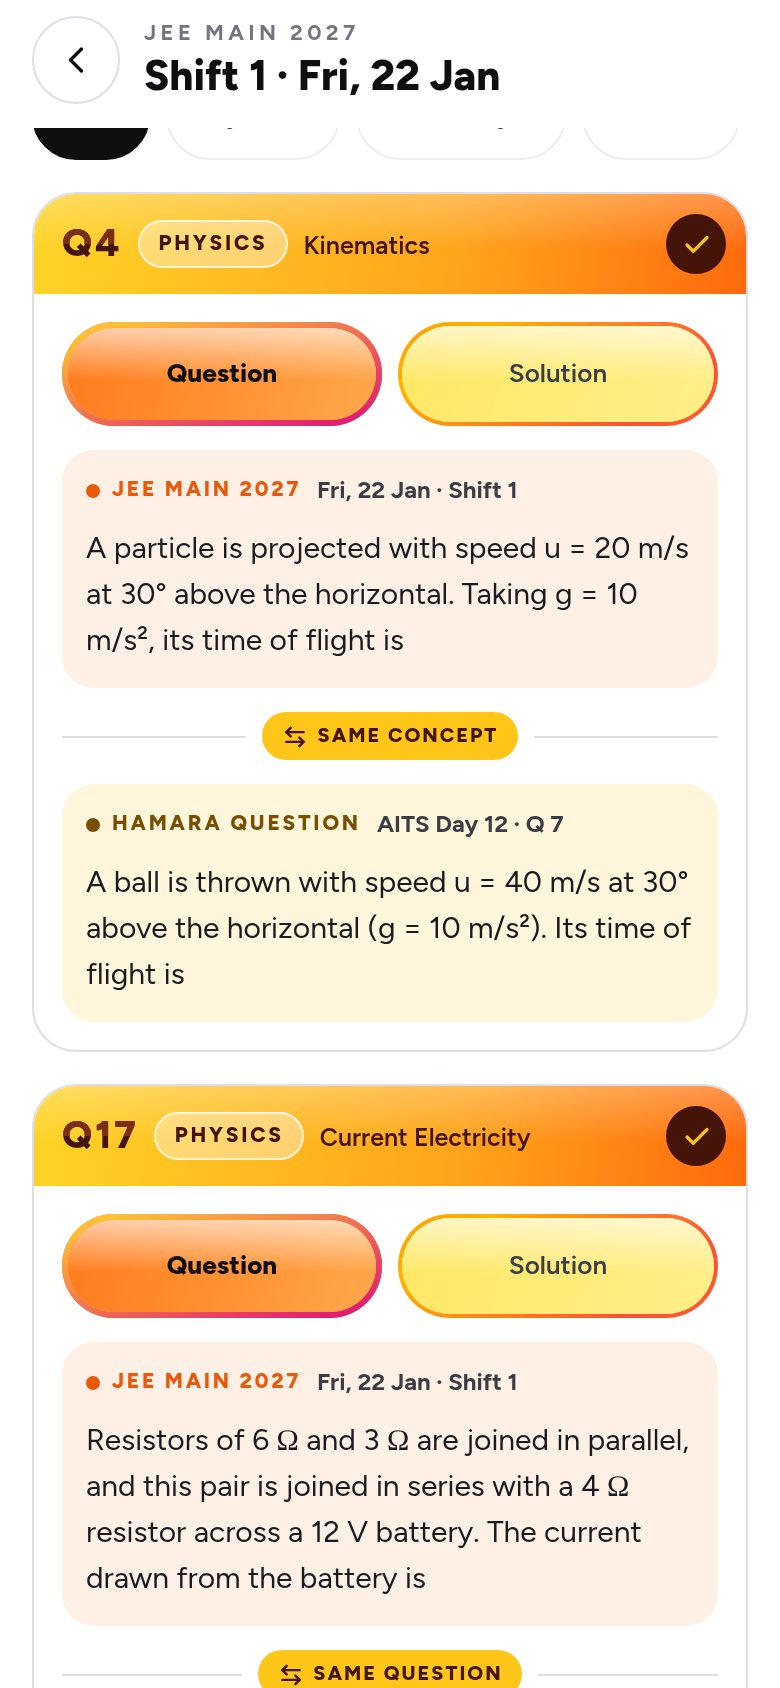 JEE MAIN 2027
Shift 1 · Fri, 22 Jan
Q4 PHYSICS Kinematics
Question Solution
JEE MAIN 2027 Fri, 22 Jan · Shift 1
A particle is projected with speed u = 20 m/s
at 30° above the horizontal. Taking g = 10
m/s², its time of flight is
SAME CONCEPT
HAMARA QUESTION AITS Day 12 · Q 7
A ball is thrown with speed u = 40 m/s at 30°
above the horizontal (g = 10 m/s²). Its time of
flight is
Q17 PHYSICS Current Electricity
Question Solution
JEE MAIN 2027 Fri, 22 Jan · Shift 1
Resistors of 6 Ω and 3 Ω are joined in parallel,
and this pair is joined in series with a 4 Ω
resistor across a 12 V battery. The current
drawn from the battery is
SAME QUESTION